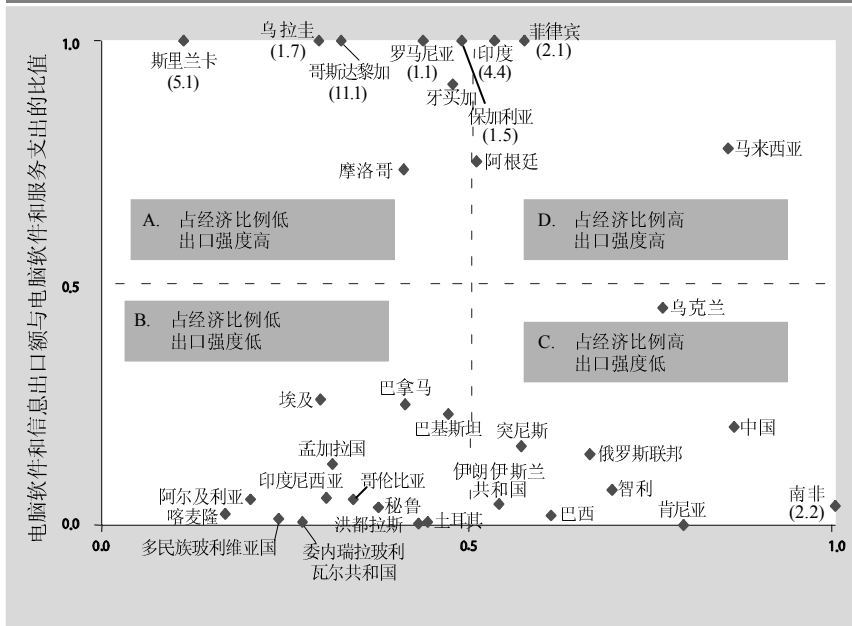 电脑软件和信息出口额与电脑软件和服务支出的比值
1.0
0.5
0.0
0.0
0.5
1.0
斯里兰卡
(5.1)
乌拉圭
(1.7)
哥斯达黎加
(11.1)
罗马尼亚
(1.1)
印度
(4.4)
菲律宾
(2.1)
牙买加
保加利亚
(1.5)
摩洛哥
阿根廷
马来西亚
A. 占经济比例低
出口强度高
D. 占经济比例高
出口强度高
B. 占经济比例低
出口强度低
乌克兰
C. 占经济比例高
出口强度低
埃及
巴拿马
巴基斯坦
突尼斯
中国
孟加拉国
俄罗斯联邦
印度尼西亚
哥伦比亚
伊朗伊斯兰
共和国
智利
阿尔及利亚
喀麦隆
秘鲁
洪都拉斯
土耳其
巴西
肯尼亚
南非
(2.2)
多民族玻利维亚国
委内瑞拉玻利
瓦尔共和国